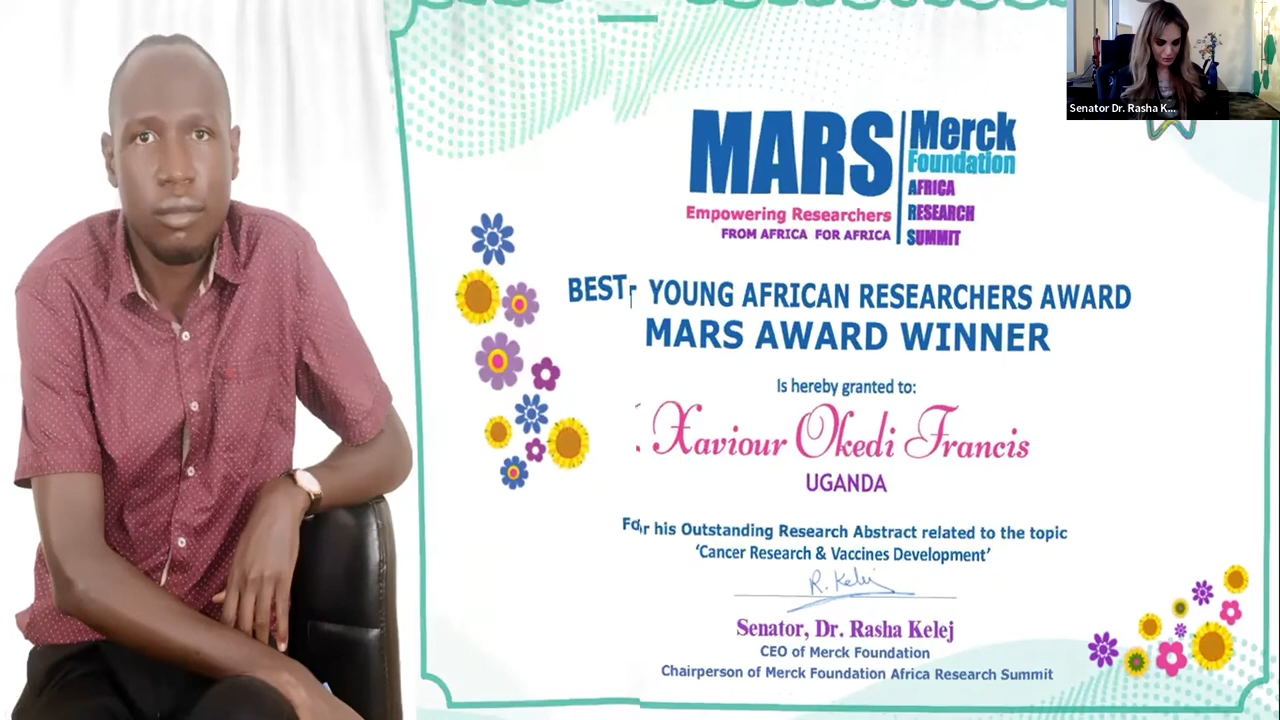 Senator Dr. Rasha K...
MARS
Merck
Foundation
AFRICA
RESEARCH
SUMMIT
Empowering Researchers
FROM AFRICA FOR AFRICA
BEST YOUNG AFRICAN RESEARCHERS AWARD
MARS AWARD WINNER
Is hereby granted to:
Xaviour Okedi Francis
UGANDA
For his Outstanding Research Abstract related to the topic
‘Cancer Research & Vaccines Development’
R. Kelej
Senator, Dr. Rasha Kelej
CEO of Merck Foundation
Chairperson of Merck Foundation Africa Research Summit